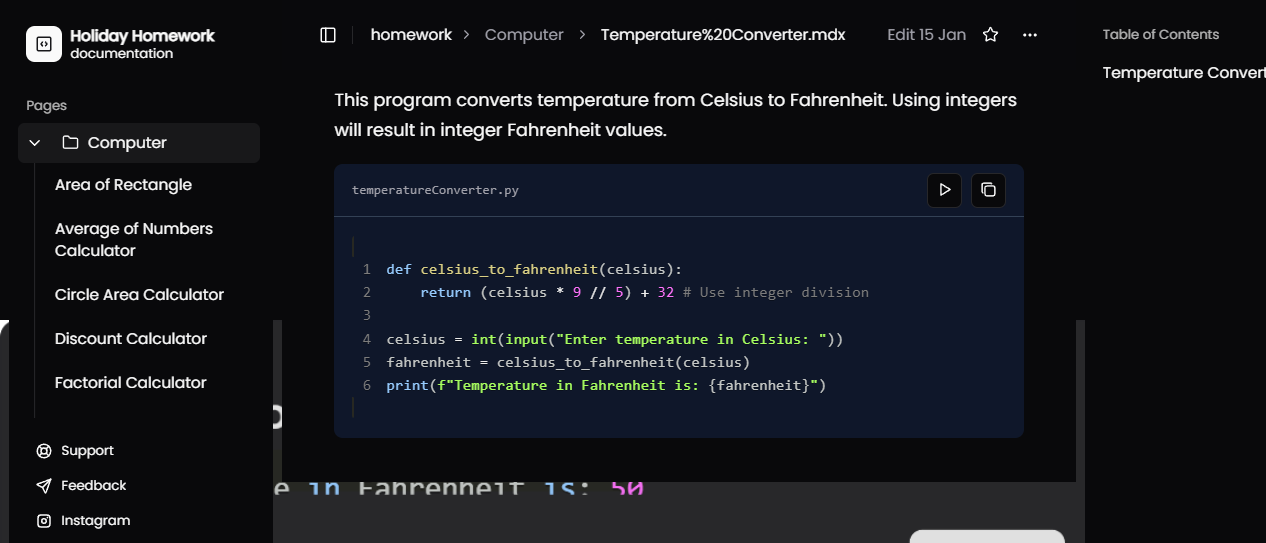 Holiday Homework
documentation
Pages
Computer
Area of Rectangle
Average of Numbers
Calculator
Circle Area Calculator
Discount Calculator
Factorial Calculator
Support
Feedback
Instagram
homework > Computer > Temperature%20Converter.mdx
Edit 15 Jan
This program converts temperature from Celsius to Fahrenheit. Using integers
will result in integer Fahrenheit values.
temperatureConverter.py
1 def celsius_to_fahrenheit(celsius):
2     return (celsius * 9 // 5) + 32 # Use integer division
3
4 celsius = int(input("Enter temperature in Celsius: "))
5 fahrenheit = celsius_to_fahrenheit(celsius)
6 print(f"Temperature in Fahrenheit is: {fahrenheit}")
e in Fahrenheit is: 50
Table of Contents
Temperature Convert